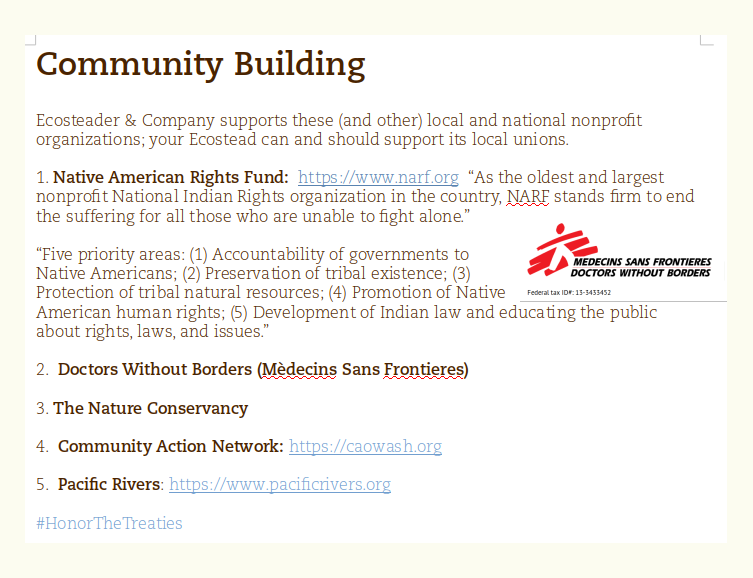 Community Building
Ecosteader & Company supports these (and other) local and national nonprofit
organizations; your Ecostead can and should support its local unions.
1. Native American Rights Fund: https://www.narf.org "As the oldest and largest
nonprofit National Indian Rights organization in the country, NARF stands firm to end
the suffering for all those who are unable to fight alone."
"Five priority areas: (1) Accountability of governments to
Native Americans; (2) Preservation of tribal existence; (3)
Protection of tribal natural resources; (4) Promotion of Native
American human rights; (5) Development of Indian law and educating the public
about rights, laws, and issues."
MEDECINS SANS FRONTIERES
DOCTORS WITHOUT BORDERS
Federal tax ID#: 13-3433452
2. Doctors Without Borders (Mèdecins Sans Frontieres)
3. The Nature Conservancy
4. Community Action Network: https://caowash.org
5. Pacific Rivers: https://www.pacificrivers.org
#HonorTheTreaties